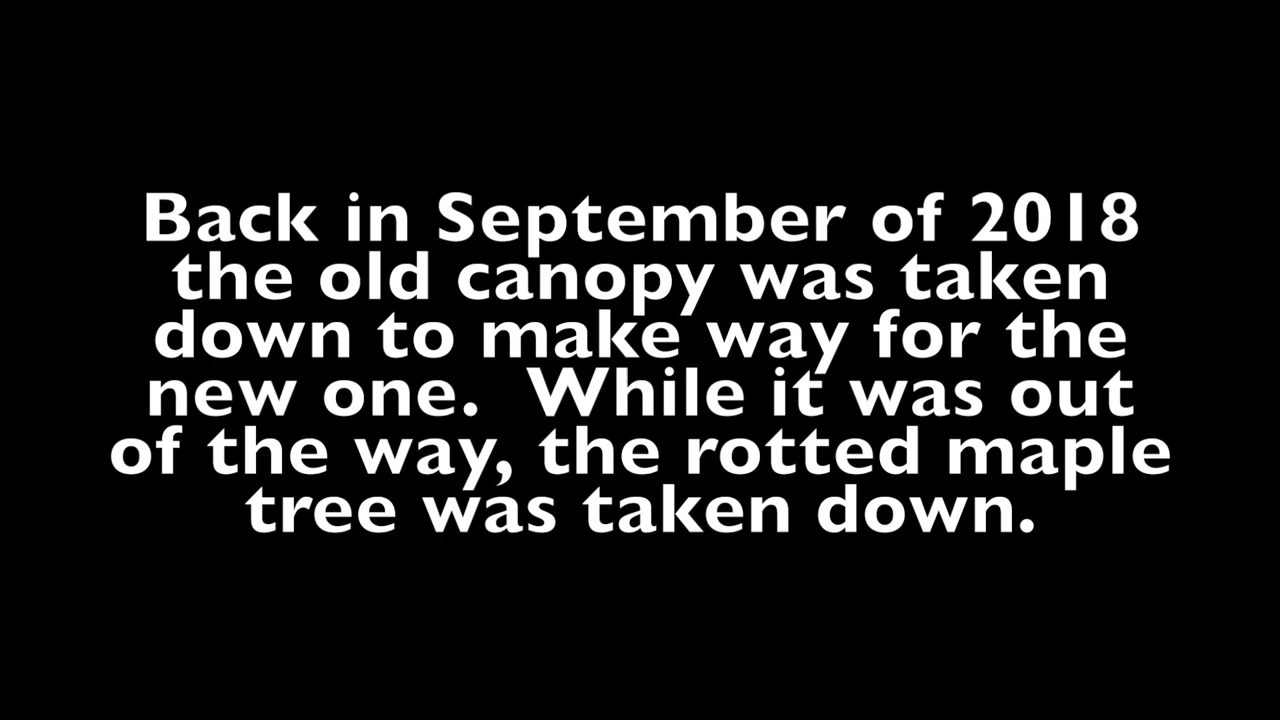 Back in September of 2018
the old canopy was taken
down to make way for the
new one.  While it was out
of the way, the rotted maple
tree was taken down.